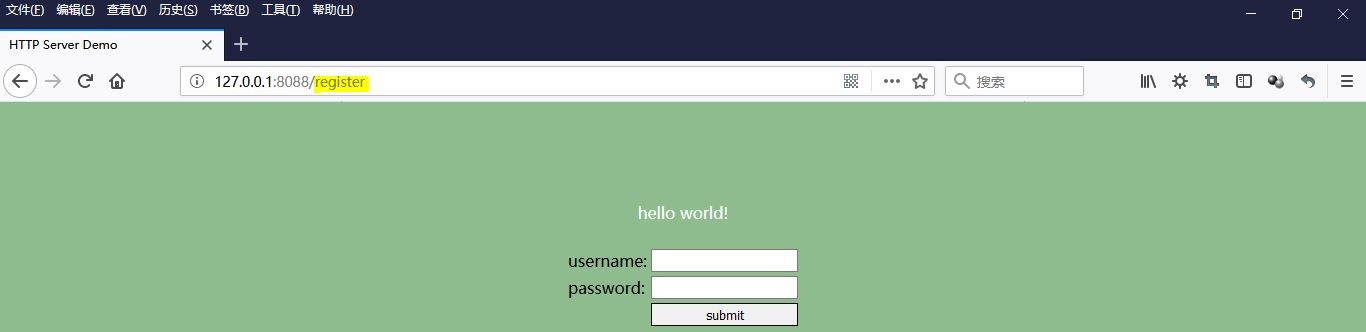 文件(F) 编辑(E) 查看(V) 历史(S) 书签(B) 工具(T) 帮助(H)
HTTP Server Demo
127.0.0.1:8088/register 搜索
hello world!
username:
password:
submit